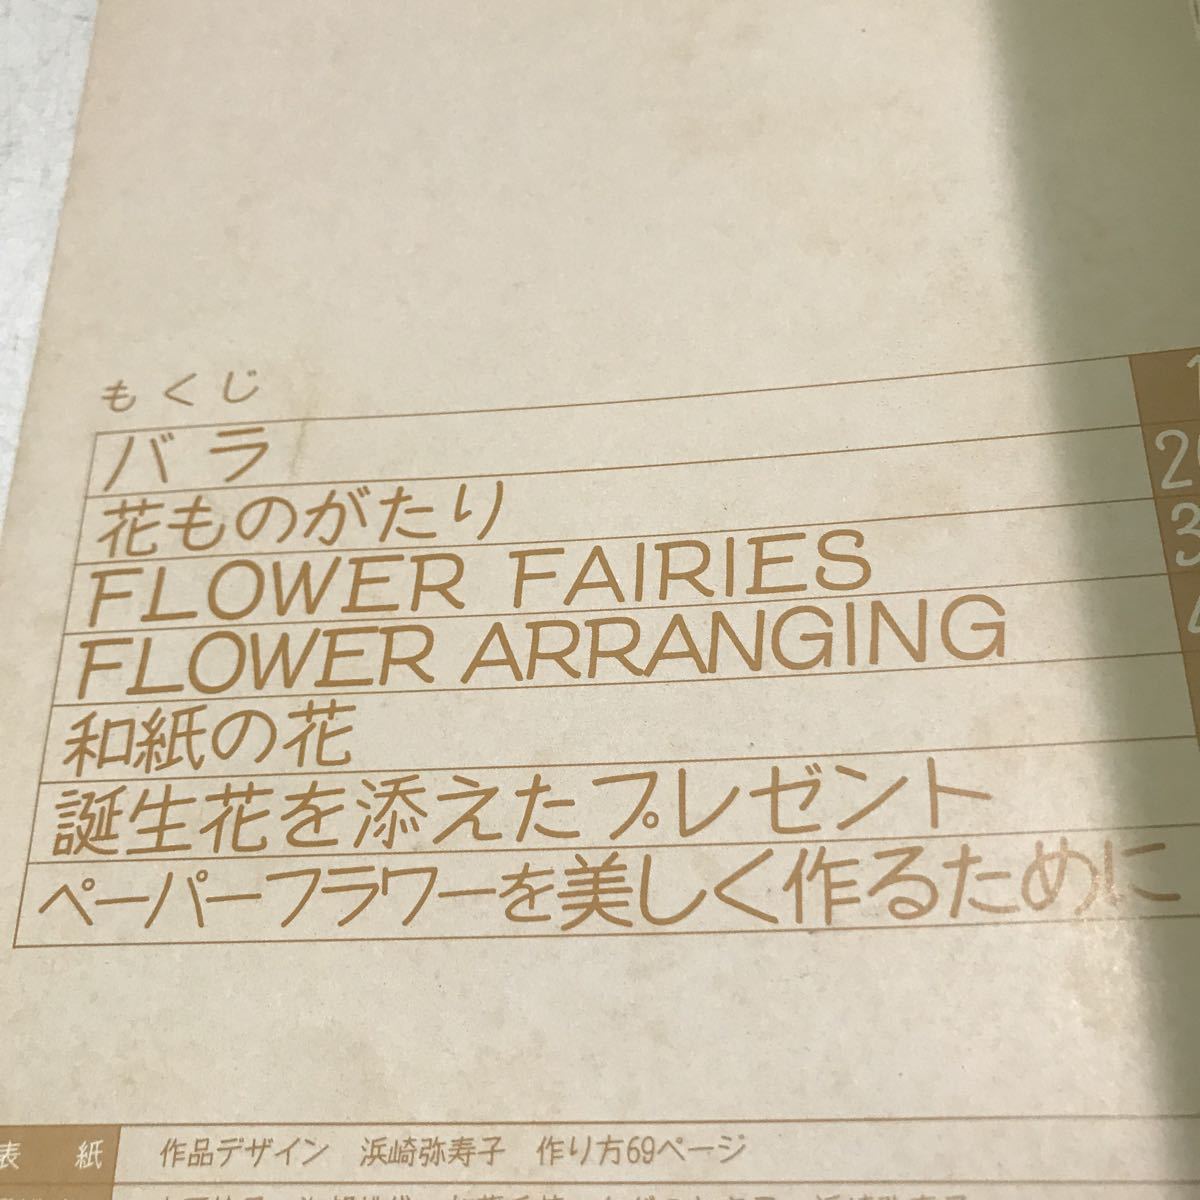 もくじ
バラ
花ものがたり
FLOWER FAIRIES
FLOWER ARRANGING
和紙の花
誕生花を添えたプレゼント
ペーパーフラワーを美しく作るために
表 紙 作品デザイン 浜崎弥寿子 作り方69ページ